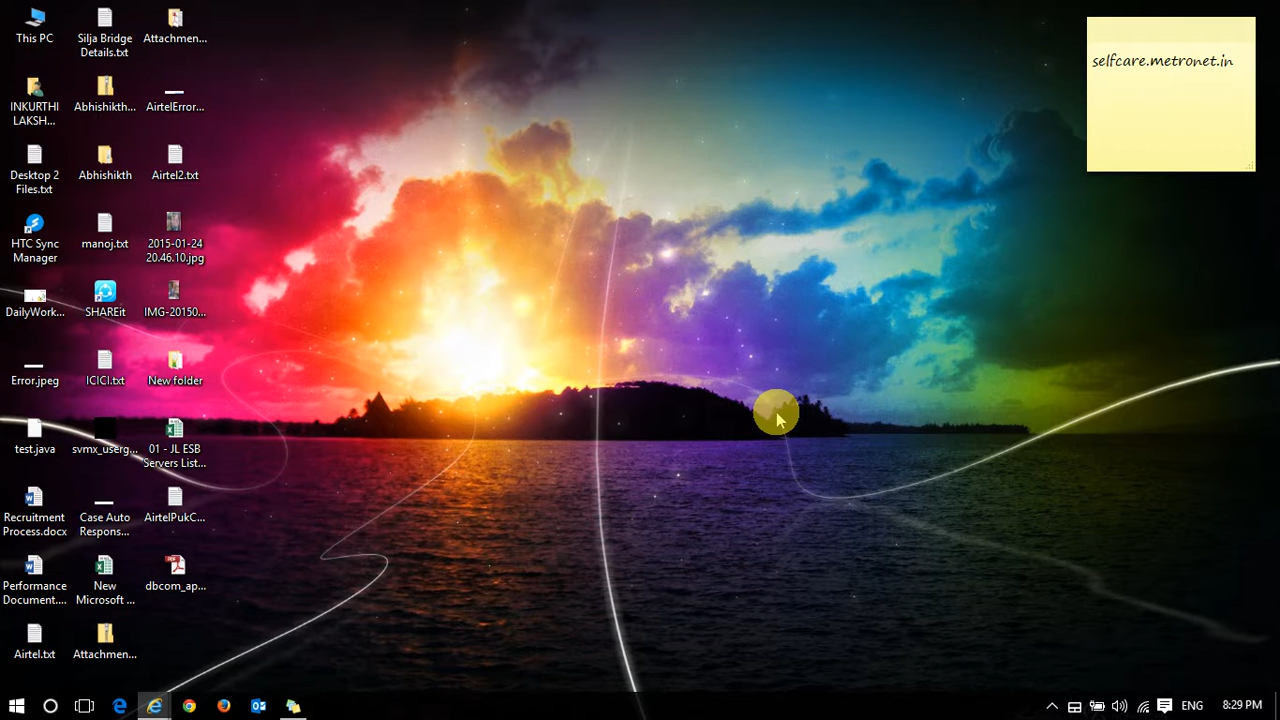 This PC
Silja Bridge
Details.txt
Attachmen...
INKURTHI
LAKSH...
Abhishikth...
AirtelError...
Desktop 2
Files.txt
Abhishikth
Airtel2.txt
HTC Sync
Manager
manoj.txt
2015-01-24
20.46.10.jpg
DailyWork...
SHAREit
IMG-20150...
Error.jpeg
ICICI.txt
New folder
test.java
svmx_userg...
01 - JL ESB
Servers List...
Recruitment
Process.docx
Case Auto
Respons...
AirtelPukC...
Performance
Document....
New
Microsoft ...
dbcom_ap...
Airtel.txt
Attachmen...
selfcare.metronet.in
ENG
8:29 PM